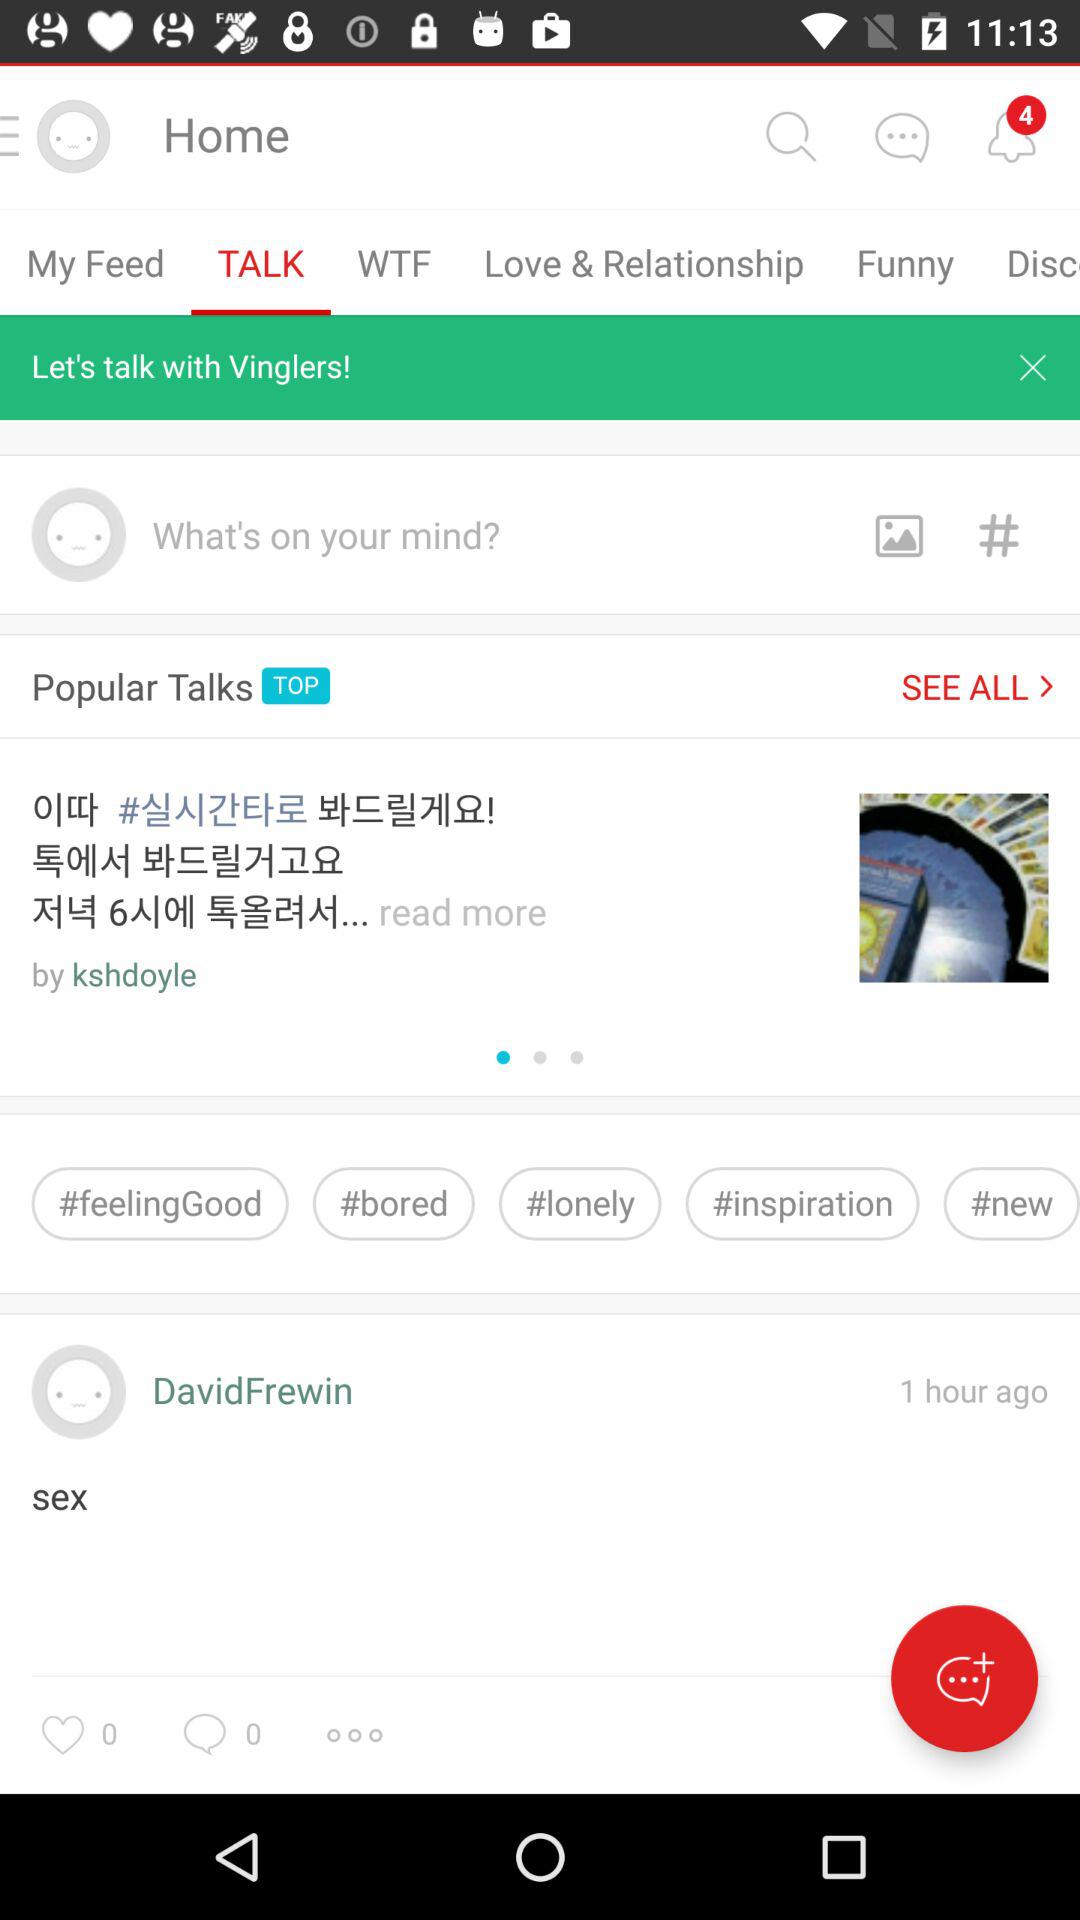 FAKE
11:13
Home
4
My Feed TALK WTF Love & Relationship Funny Disc
Let's talk with Vinglers!
What's on your mind?
Popular Talks TOP SEE ALL
이따 #실시간타로 봐드릴게요!
톡에서 봐드릴거고요
저녁 6시에 톡올려서... read more
by kshdoyle
#feelingGood #bored #lonely #inspiration #new
DavidFrewin 1 hour ago
sex
0 0